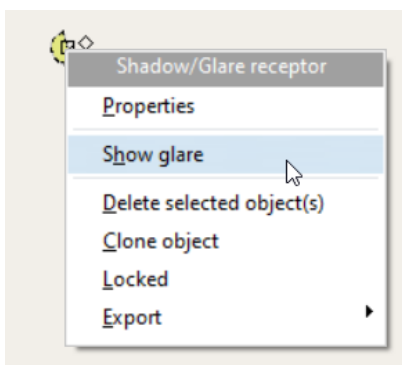 Shadow/Glare receptor
Properties
Show glare
Delete selected object(s)
Clone object
Locked
Export